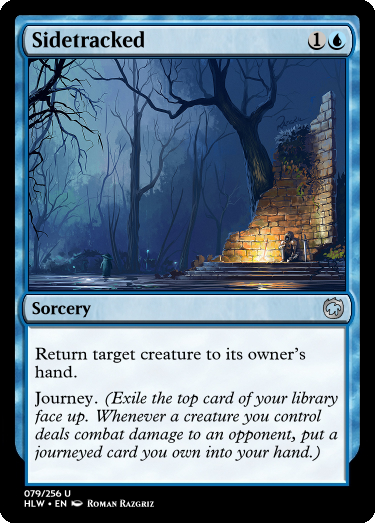 Sidetracked 1
Sorcery
Return target creature to its owner's
hand.
Journey. (Exile the top card of your library
face up. Whenever a creature you control
deals combat damage to an opponent, put a
journeyed card you own into your hand.)
079/256 U
HLW • EN Roman Razgriz